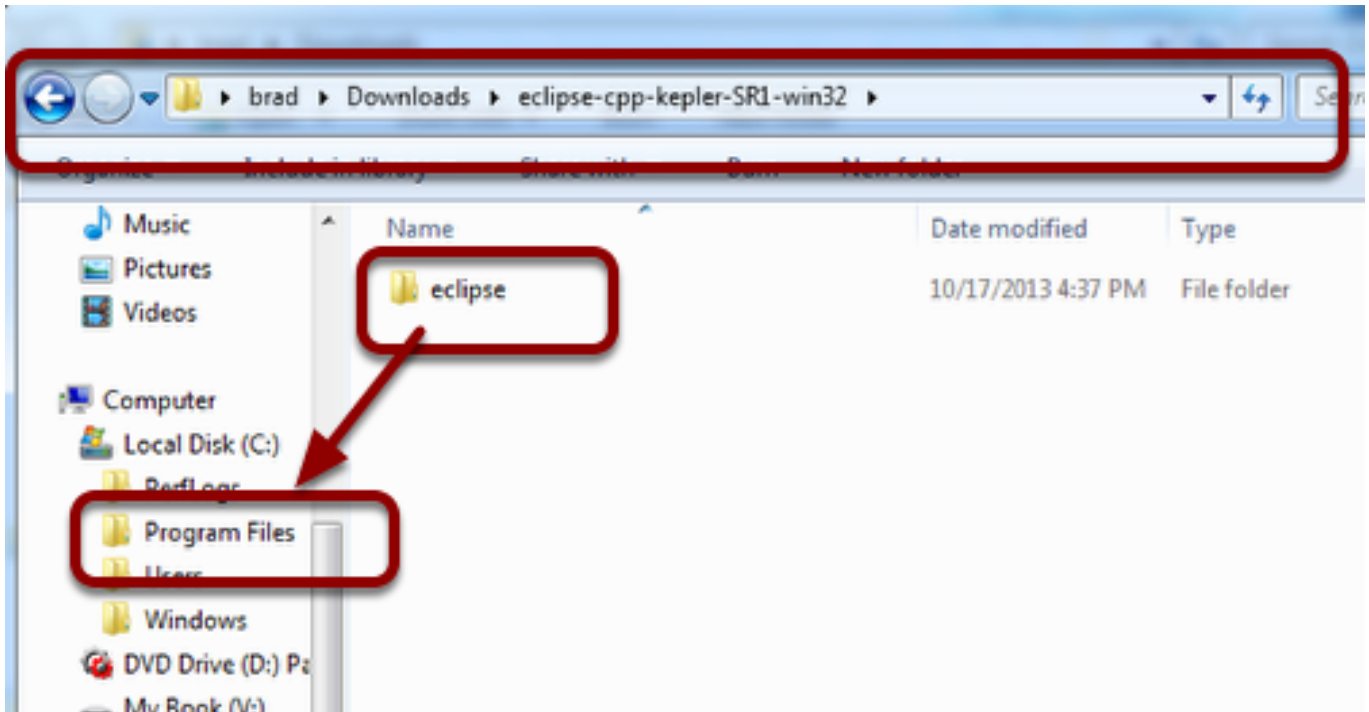 brad Downloads eclipse-cpp-kepler-SR1-win32
Organize Include in library Share with Burn New folder
Music
Pictures
Videos
Computer
Local Disk (C:)
PerfLogs
Program Files
Users
Windows
DVD Drive (D:) Pa
My Book (V:)
Name Date modified Type
eclipse 10/17/2013 4:37 PM File folder